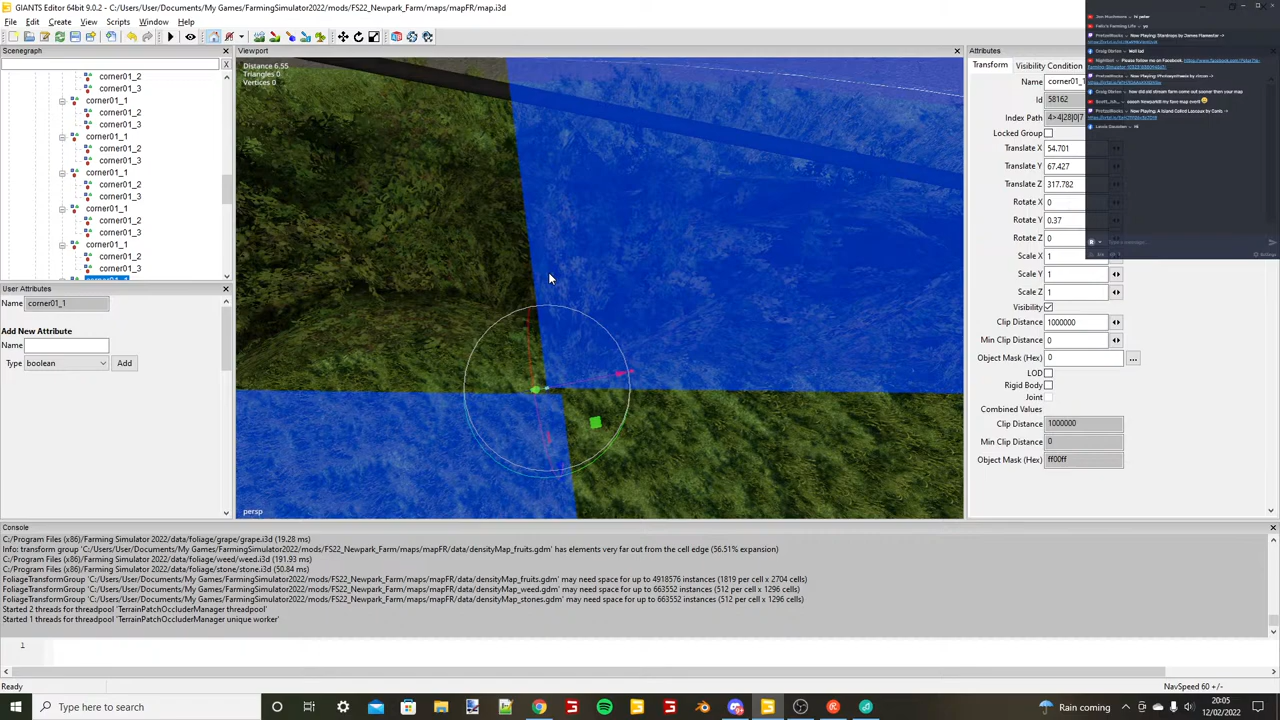 GIANTS Editor 64bit 9.0.2 - C:/Users/User/Documents/My Games/FarmingSimulator2022/mods/FS22_Newpark_Farm/maps/mapFR/map.i3d
File Edit Create View Scripts Window Help
Scenegraph
X
corner01_2
corner01_2
corner01_1
corner01_2
corner01_3
corner01_1
corner01_2
corner01_3
corner01_1
corner01_2
corner01_3
corner01_1
corner01_2
corner01_3
corner01_1
corner01_2
corner01_3
User Attributes
Name corner01_1
Add New Attribute
Name
Type boolean Add
Viewport
Distance 6.55
Triangles 0
Vertices 0
persp
Attributes
Transform Visibility Condition
Name corner01_1
58162
Index Path 4>4|28|0|7
Locked Group
Translate X 54.701
Translate Y 67.427
Translate Z 317.782
Rotate X 0
Rotate Y 0.37
Rotate Z 0
Scale X 1
Scale Y 1
Scale Z 1
Visibility
Clip Distance 1000000
Min Clip Distance 0
Object Mask (Hex) 0 ...
LOD
Rigid Body
Joint
Combined Values
Clip Distance 1000000
Min Clip Distance 0
Object Mask (Hex) ff00ff
Console
C:/Program Files (x86)/Farming Simulator 2022/data/foliage/grape/grape.i3d (19.28 ms)
Info: transform group 'C:/Users/User/Documents/My Games/FarmingSimulator2022/mods/FS22_Newpark_Farm/maps/mapFR/data/densityMap_fruits.gdm' has elements very far out from the cell edge (56.51% expansion)
C:/Program Files (x86)/Farming Simulator 2022/data/foliage/weed/weed.i3d (191.93 ms)
C:/Program Files (x86)/Farming Simulator 2022/data/foliage/stone/stone.i3d (50.84 ms)
FoliageTransformGroup 'C:/Users/User/Documents/My Games/FarmingSimulator2022/mods/FS22_Newpark_Farm/maps/mapFR/data/densityMap_fruits.gdm' may need space for up to 4918576 instances (1819 per cell x 2704 cells)
FoliageTransformGroup 'C:/Users/User/Documents/My Games/FarmingSimulator2022/mods/FS22_Newpark_Farm/maps/mapFR/data/densityMap_weed.gdm' may need space for up to 663552 instances (512 per cell x 1296 cells)
FoliageTransformGroup 'C:/Users/User/Documents/My Games/FarmingSimulator2022/mods/FS22_Newpark_Farm/maps/mapFR/data/densityMap_stones.gdm' may need space for up to 663552 instances (512 per cell x 1296 cells)
Started 2 threads for threadpool 'TerrainPatchOccluderManager threadpool'
Started 1 threads for threadpool 'TerrainPatchOccluderManager unique worker'
1
Ready
NavSpeed 60 +/-
Type here to search
Rain coming
20:05
12/02/2022